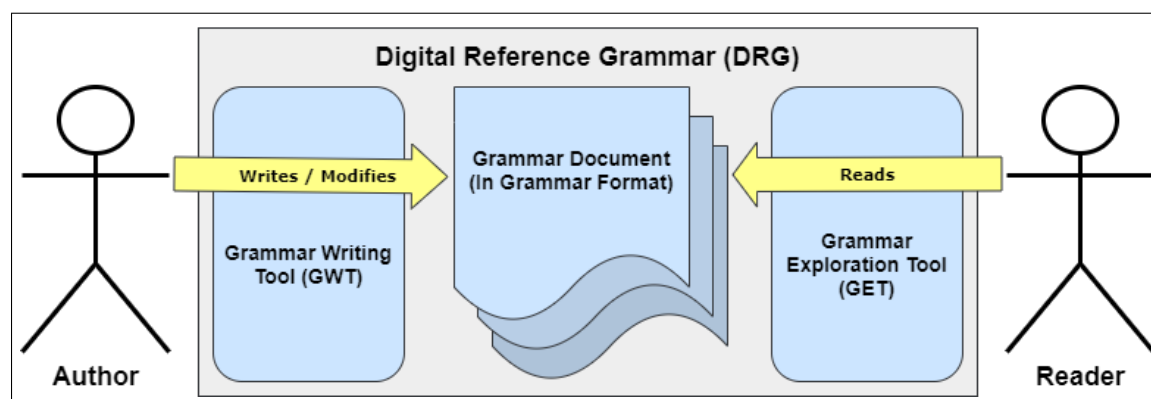 Digital Reference Grammar (DRG)
Grammar Document
(In Grammar Format)
Writes / Modifies
Reads
Grammar Writing
Tool (GWT)
Grammar
Exploration Tool
(GET)
Author
Reader